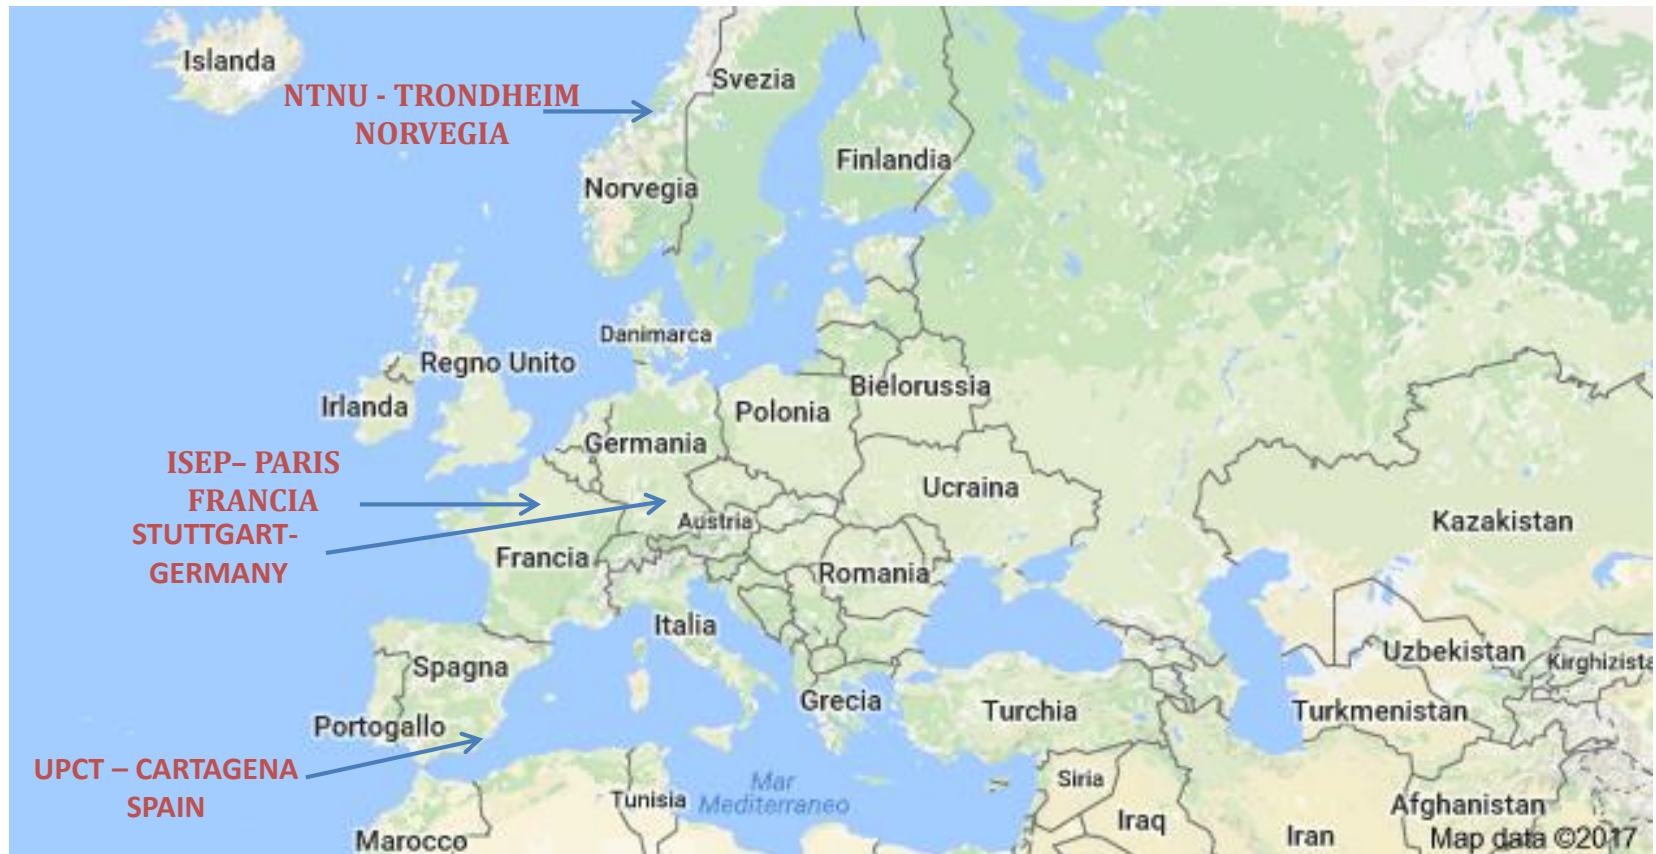 Islanda
Svezia
NTNU - TRONDHEIM
NORVEGIA
Finlandia
Norvegia
Danimarca
Regno Unito
Bielorussia
Irlanda
Polonia
Germania
ISEP– PARIS
FRANCIA
Ucraina
Austria
Kazakistan
STUTTGART-
GERMANY
Francia
Romania
Italia
Spagna
Uzbekistan
Kirghizista
Grecia
Turchia
Turkmenistan
Portogallo
UPCT – CARTAGENA
SPAIN
Mar
Mediterraneo
Siria
Tunisia
Afghanistan
Iraq
Iran
Marocco
Map data ©2017